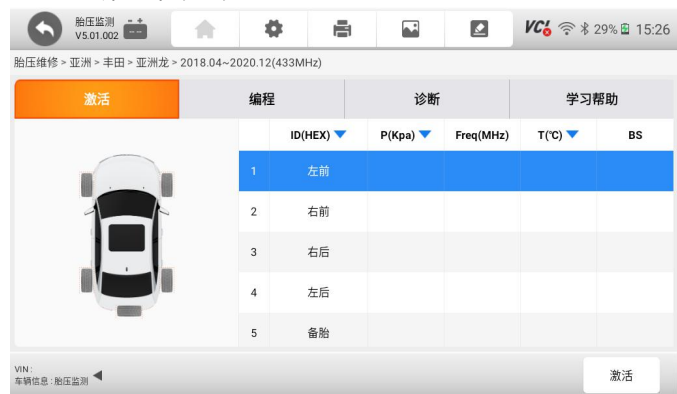 胎压监测
V5.01.002
VCI 29% 15:26
胎压维修 > 亚洲 > 丰田 > 亚洲龙 > 2018.04~2020.12(433MHz)
激活 编程 诊断 学习帮助
ID(HEX) P(Kpa) Freq(MHz) T(℃) BS
1 左前
2 右前
3 右后
4 左后
5 备胎
VIN :
车辆信息 : 胎压监测
激活